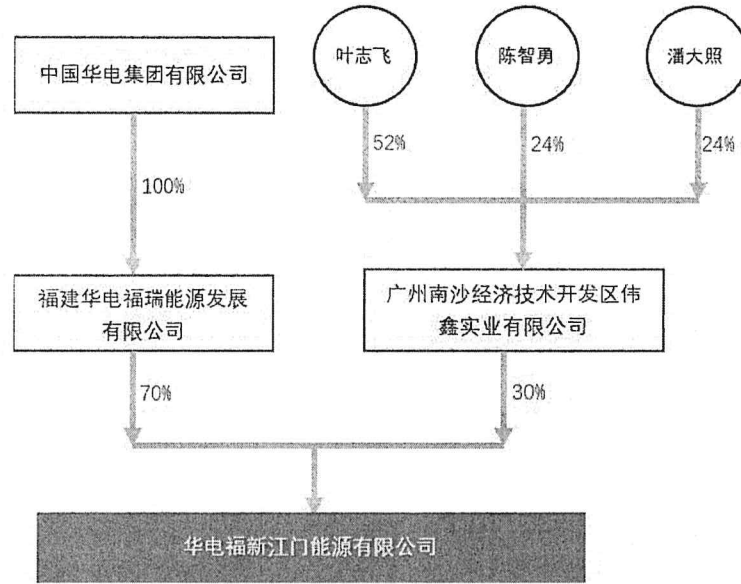 中国华电集团有限公司
叶志飞
陈智勇
潘大照
52%
24%
24%
100%
福建华电福瑞能源发展
有限公司
广州南沙经济技术开发区伟
鑫实业有限公司
70%
30%
华电福新江门能源有限公司